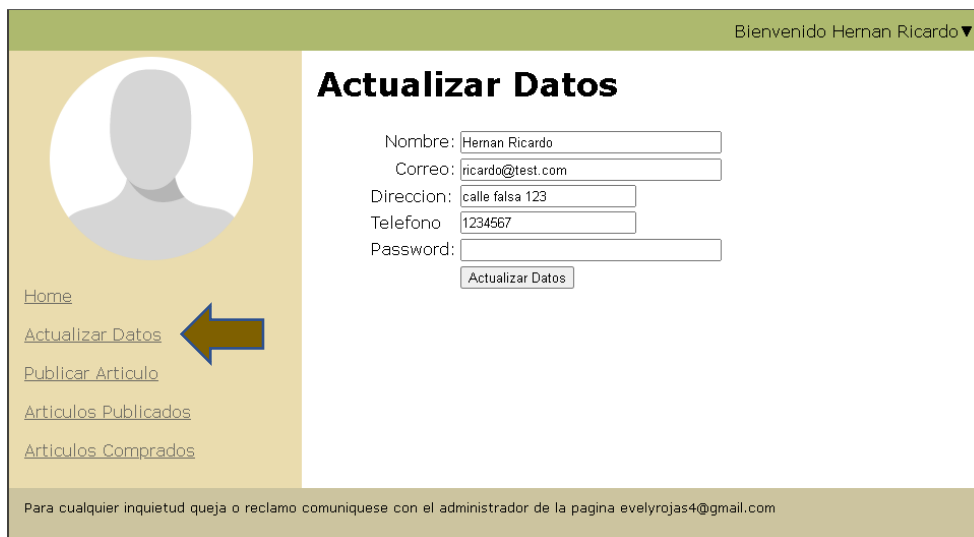 Bienvenido Hernan Ricardo▼
Actualizar Datos
Nombre: Hernan Ricardo
Correo: ricardo@test.com
Direccion: calle falsa 123
Telefono 1234567
Password:
Actualizar Datos
Home
Actualizar Datos
Publicar Articulo
Articulos Publicados
Articulos Comprados
Para cualquier inquietud queja o reclamo comuniquese con el administrador de la pagina evelyrojas4@gmail.com